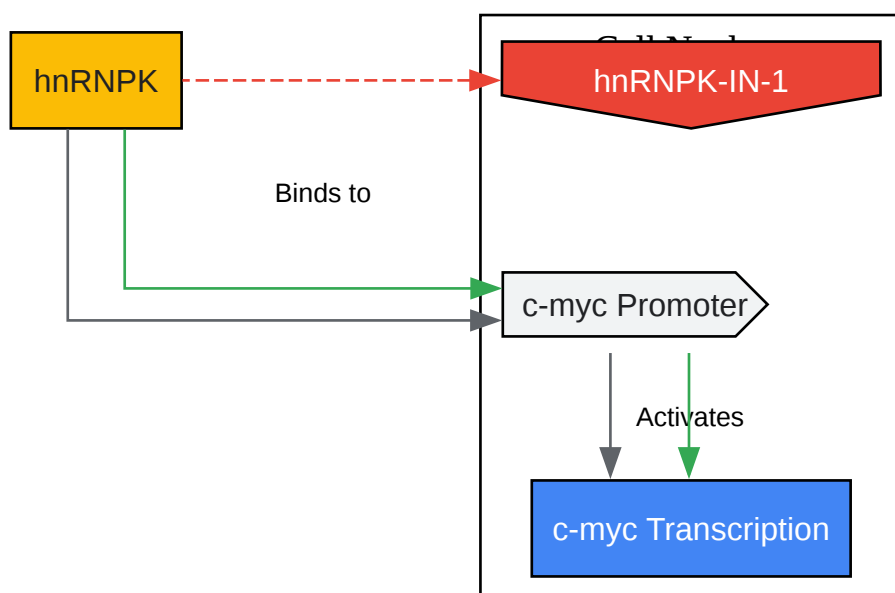 hnRNPK
hnRNPK-IN-1
Binds to
c-myc Promoter
Activates
c-myc Transcription